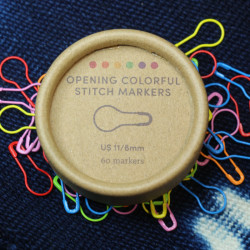 OPENING COLORFUL
STITCH MARKERS
US 11/8mm
60 markers